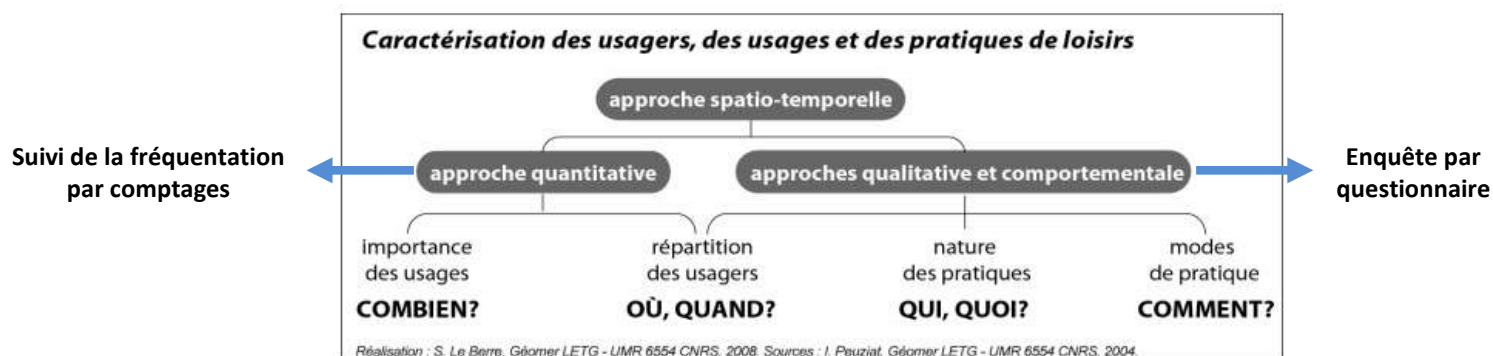 Caractérisation des usagers, des usages et des pratiques de loisirs
approche spatio-temporelle
Suivi de la fréquentation
par comptages
approche quantitative
approches qualitative et comportementale
Enquête par
questionnaire
importance
des usages
COMBIEN?
répartition
des usagers
OÙ, QUAND?
nature
des pratiques
QUI, QUOI?
modes
de pratique
COMMENT?
Réalisation : S. Le Berre, Géomer LETG - UMR 6554 CNRS, 2008. Sources : I. Peuziat, Géomer LETG - UMR 6554 CNRS, 2004.